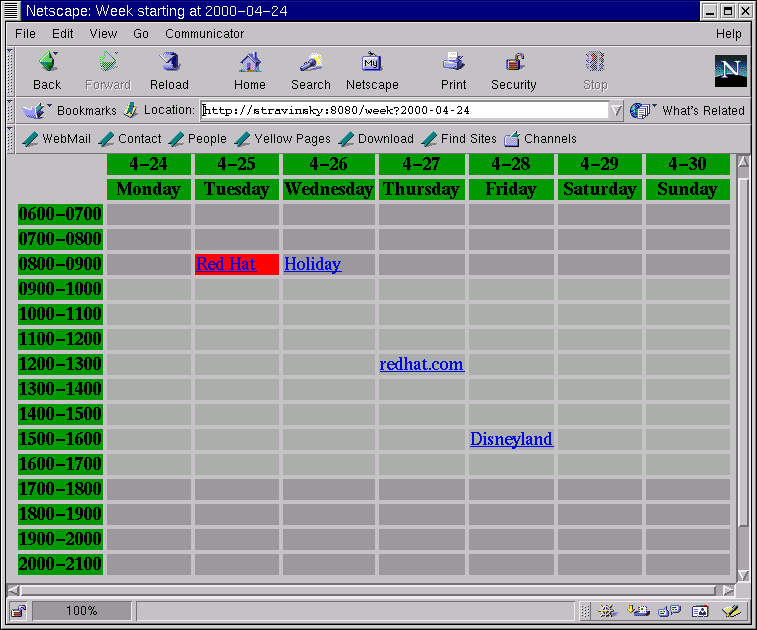 Netscape: Week starting at 2000-04-24
File Edit View Go Communicator Help
Back Forward Reload Home Search Netscape Print Security Stop
My
N
Bookmarks Location: http://stravinsky:8080/week?2000-04-24 What's Related
WebMail Contact People Yellow Pages Download Find Sites Channels
4-24 4-25 4-26 4-27 4-28 4-29 4-30
Monday Tuesday Wednesday Thursday Friday Saturday Sunday
0600-0700
0700-0800
0800-0900 Red Hat Holiday
0900-1000
1000-1100
1100-1200
1200-1300 redhat.com
1300-1400
1400-1500
1500-1600 Disneyland
1600-1700
1700-1800
1800-1900
1900-2000
2000-2100
100%